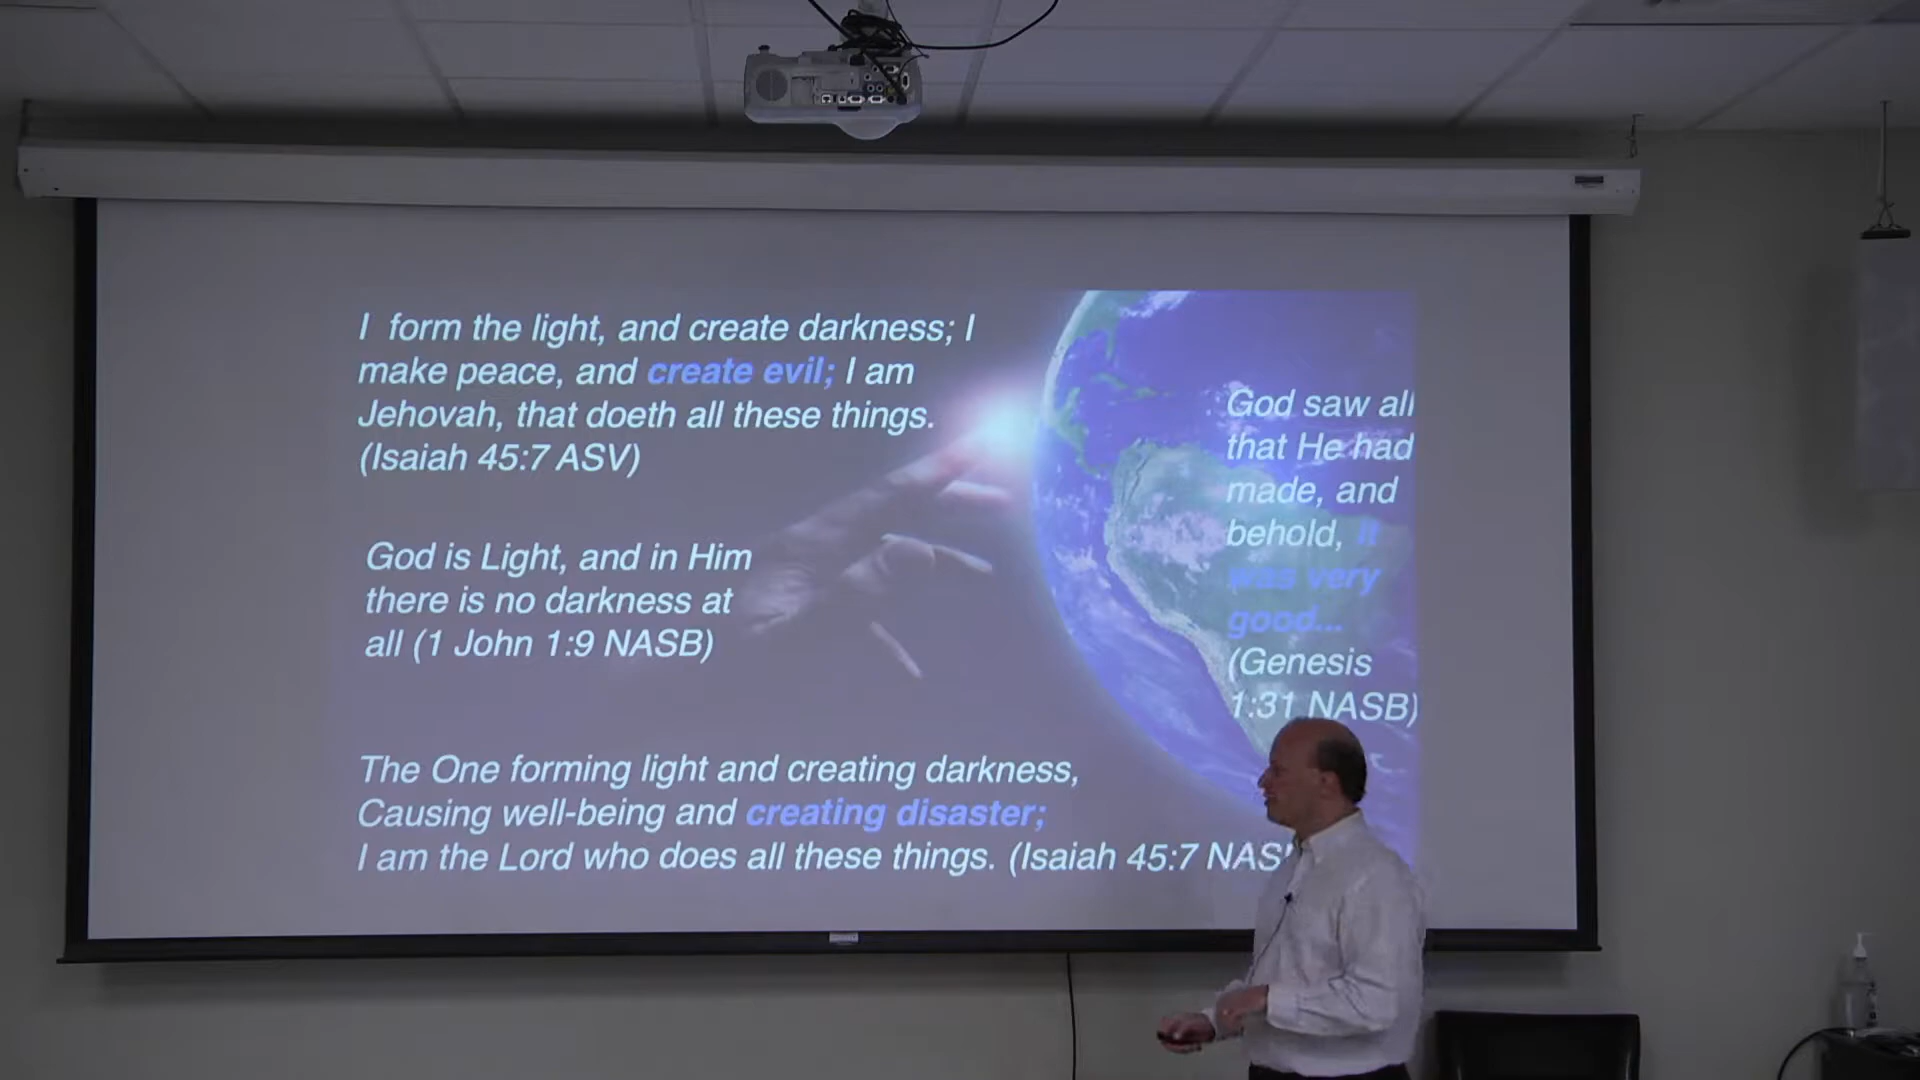 I form the light, and create darkness; I
make peace, and create evil; I am
Jehovah, that doeth all these things.
(Isaiah 45:7 ASV)
God is Light, and in Him
there is no darkness at
all (1 John 1:9 NASB)
God saw all
that He had
made, and
behold, it
was very
good...
(Genesis
1:31 NASB)
The One forming light and creating darkness,
Causing well-being and creating disaster;
I am the Lord who does all these things. (Isaiah 45:7